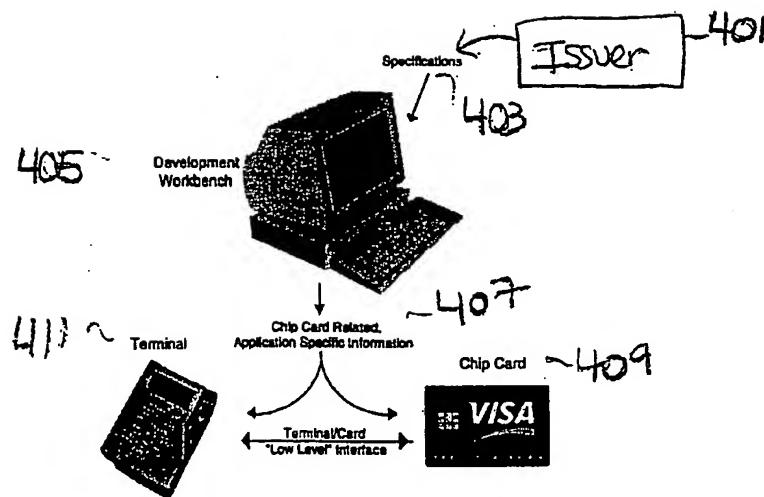 401
Issuer
Specifications
403
405
Development
Workbench
407
Chip Card Related,
Application Specific Information
411
Terminal
Chip Card
409
VISA
Terminal/Card
"Low Level" Interface